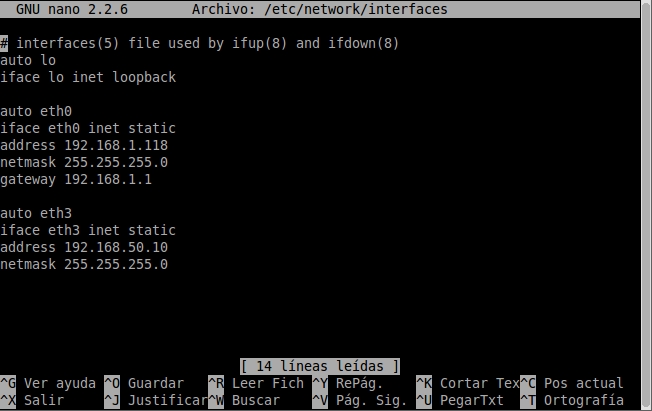 GNU nano 2.2.6 Archivo: /etc/network/interfaces
# interfaces(5) file used by ifup(8) and ifdown(8)
auto lo
iface lo inet loopback
auto eth0
iface eth0 inet static
address 192.168.1.118
netmask 255.255.255.0
gateway 192.168.1.1
auto eth3
iface eth3 inet static
address 192.168.50.10
netmask 255.255.255.0
[ 14 líneas leídas ]
^G Ver ayuda ^O Guardar ^R Leer Fich ^Y RePág. ^K Cortar Tex ^C Pos actual
^X Salir ^J Justificar ^W Buscar ^V Pág. Sig. ^U PegarTxt ^T Ortografía